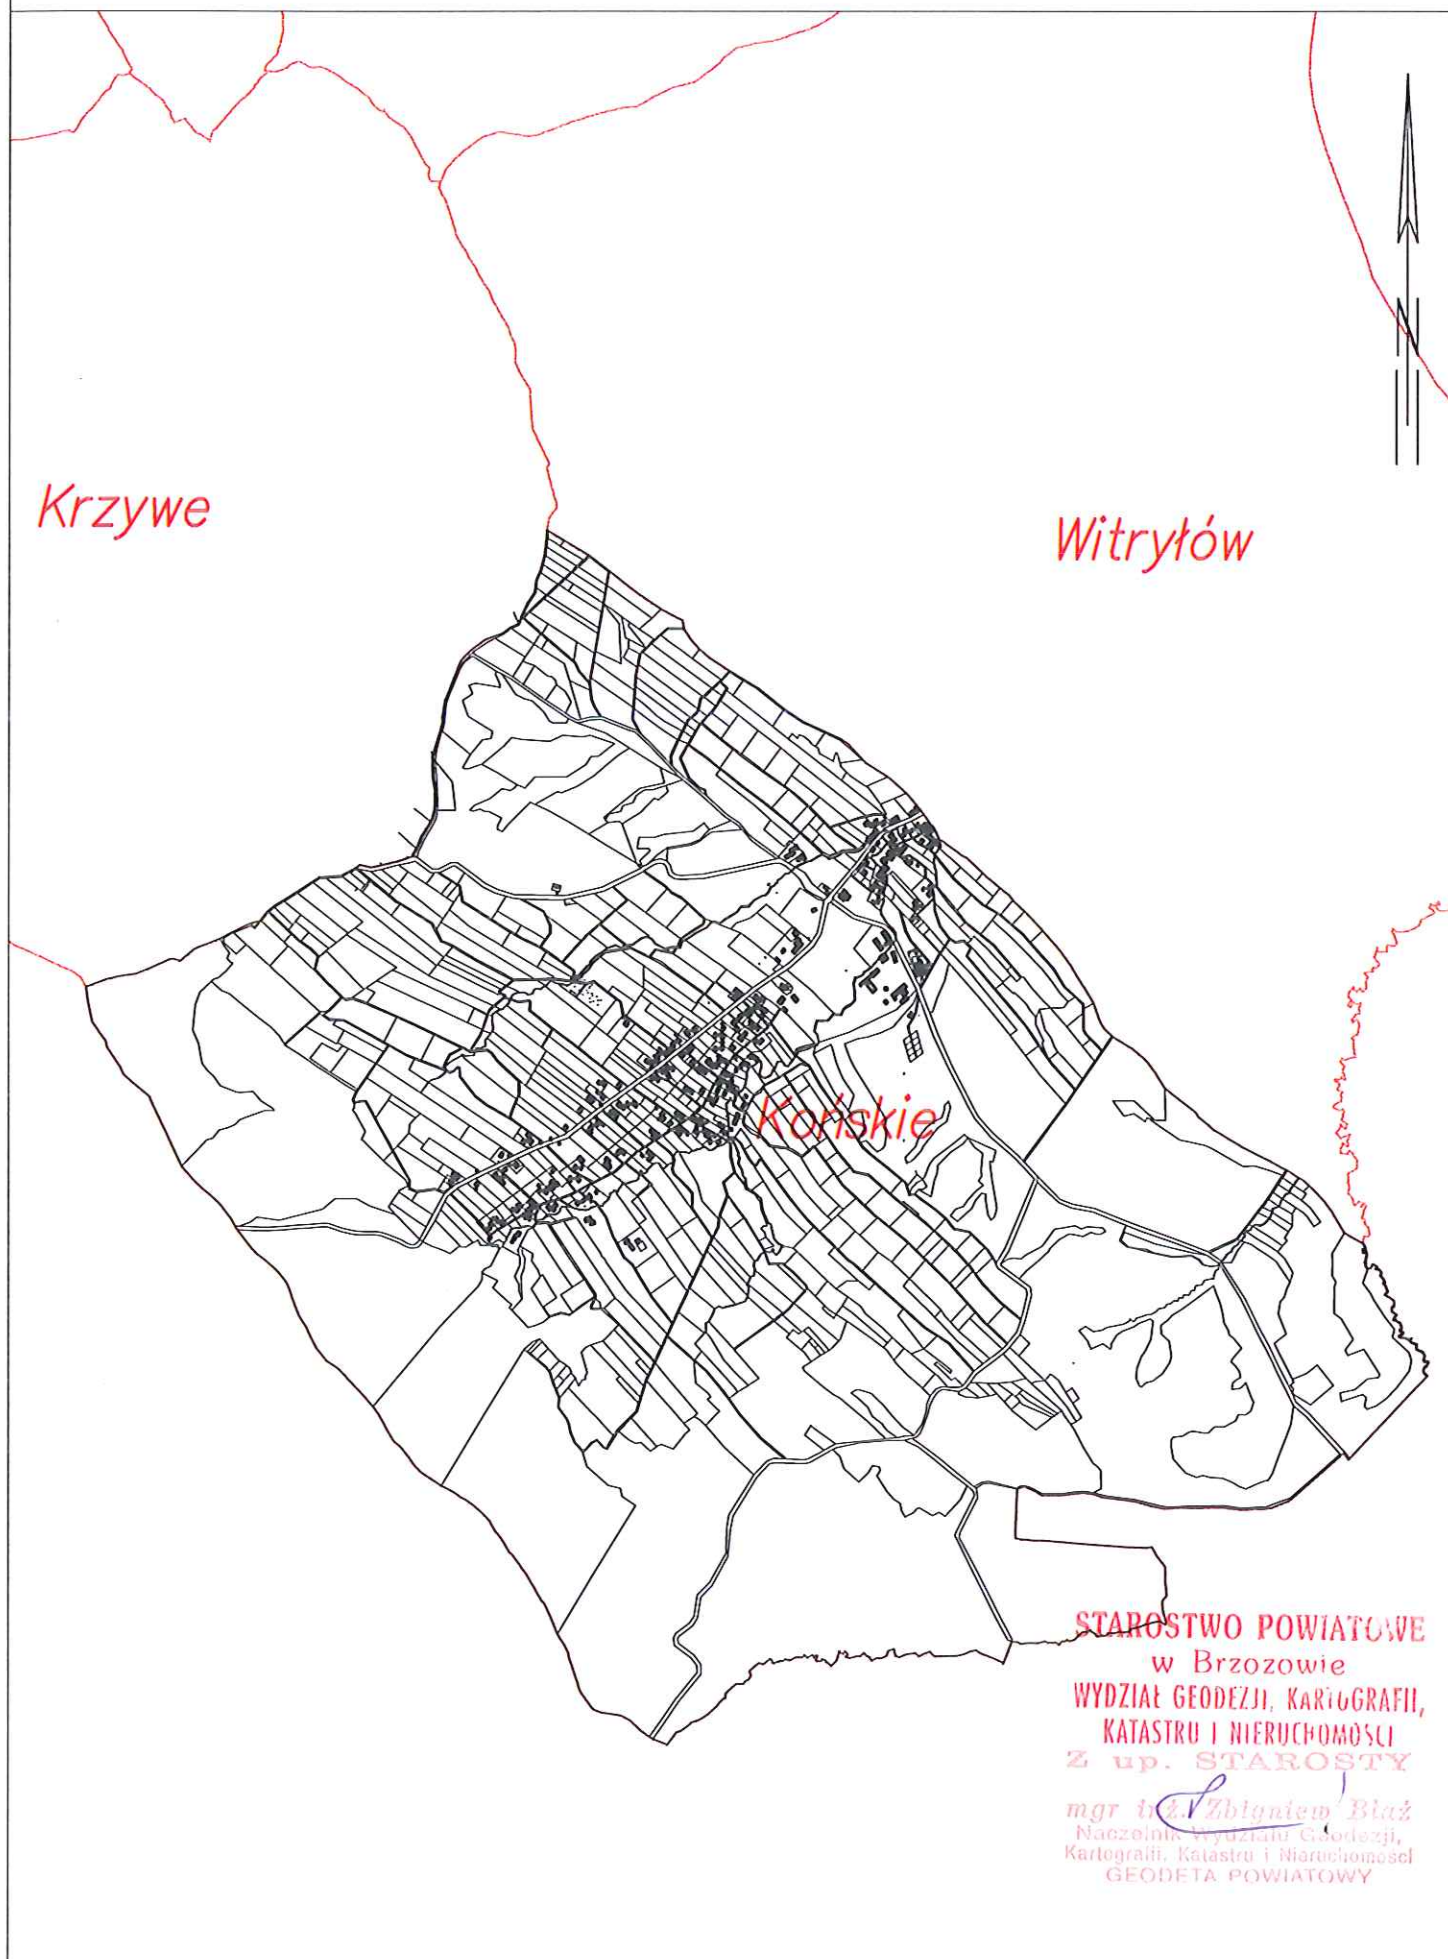 Krzywe
Witryłów
Końskie
STAROSTWO POWIATOWE
w Brzozowie
WYDZIAŁ GEODEZJI, KARTOGRAFII,
KATASTRU I NIERUCHOMOŚCI
Z up. STAROSTY
mgr inż. Zbigniew Błaż
Naczelnik Wydziału Geodezji,
Kartografii, Katastru i Nieruchomości
GEODETA POWIATOWY